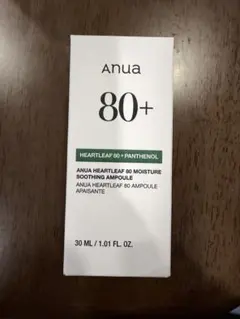 Anua
80+
HEARTLEAF 80 + PANTHENOL
ANUA HEARTLEAF 80 MOISTURE
SOOTHING AMPOULE
ANUA HEARTLEAF 80 AMPOULE
APAISANTE
30 ML / 1.01 FL. OZ.